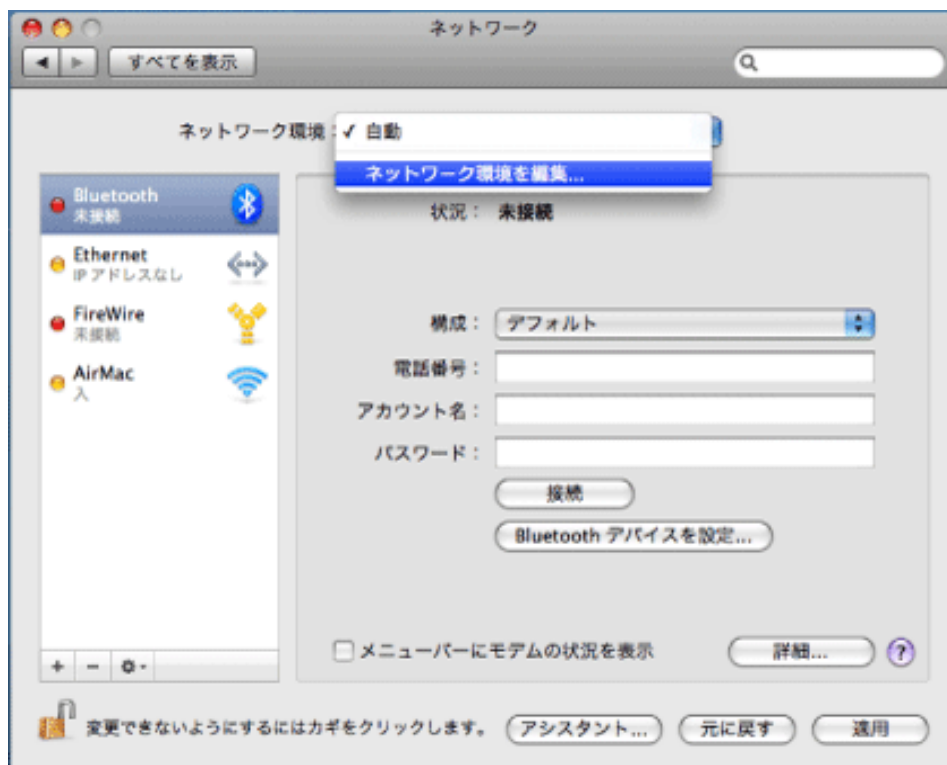 ネットワーク
すべてを表示
ネットワーク環境：✓ 自動
ネットワーク環境を編集...
Bluetooth
未接続
状況： 未接続
Ethernet
IP アドレスなし
FireWire
未接続
構成： デフォルト
AirMac
入
電話番号：
アカウント名：
パスワード：
接続
Bluetooth デバイスを設定...
メニューバーにモデムの状況を表示
詳細... ?
+ −
変更できないようにするにはカギをクリックします。 アシスタント... 元に戻す 適用